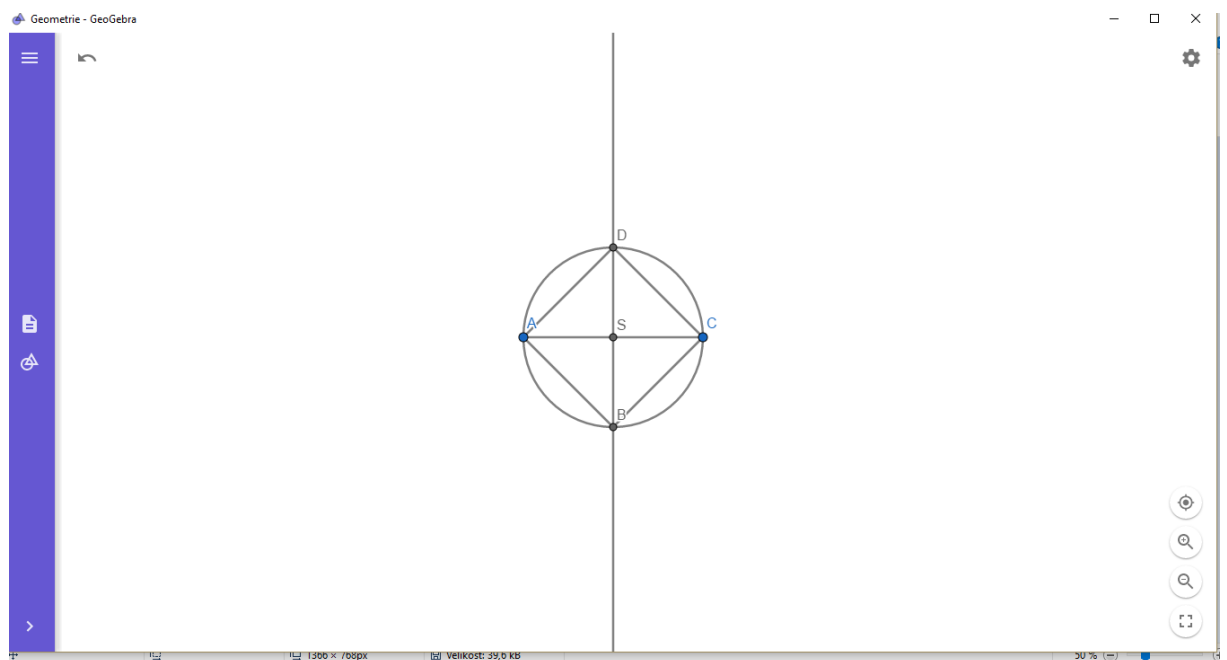 Geometrie - GeoGebra
D
A
S
C
B
1366 × 768px
Velikost: 39,6 kB
50 %